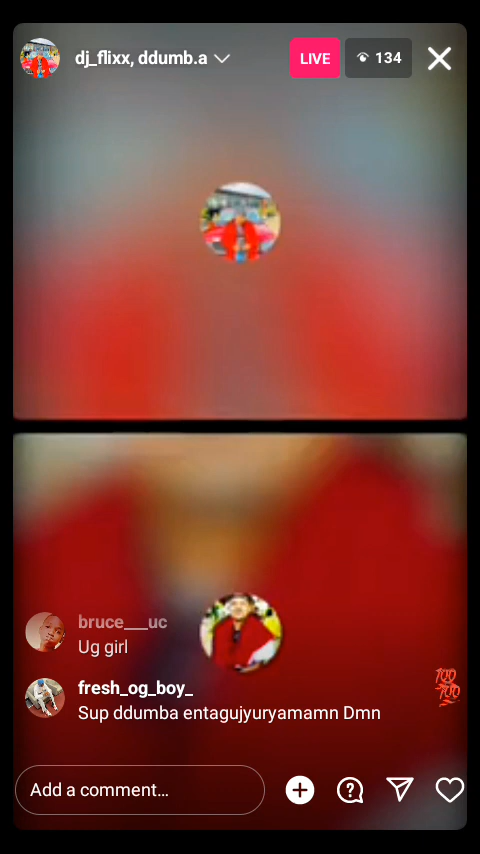 dj_flixx, ddumb.a
LIVE
134
bruce___uc
Ug girl
fresh_og_boy_
Sup ddumba entagujyuryamamn Dmn
💯
💯
Add a comment...